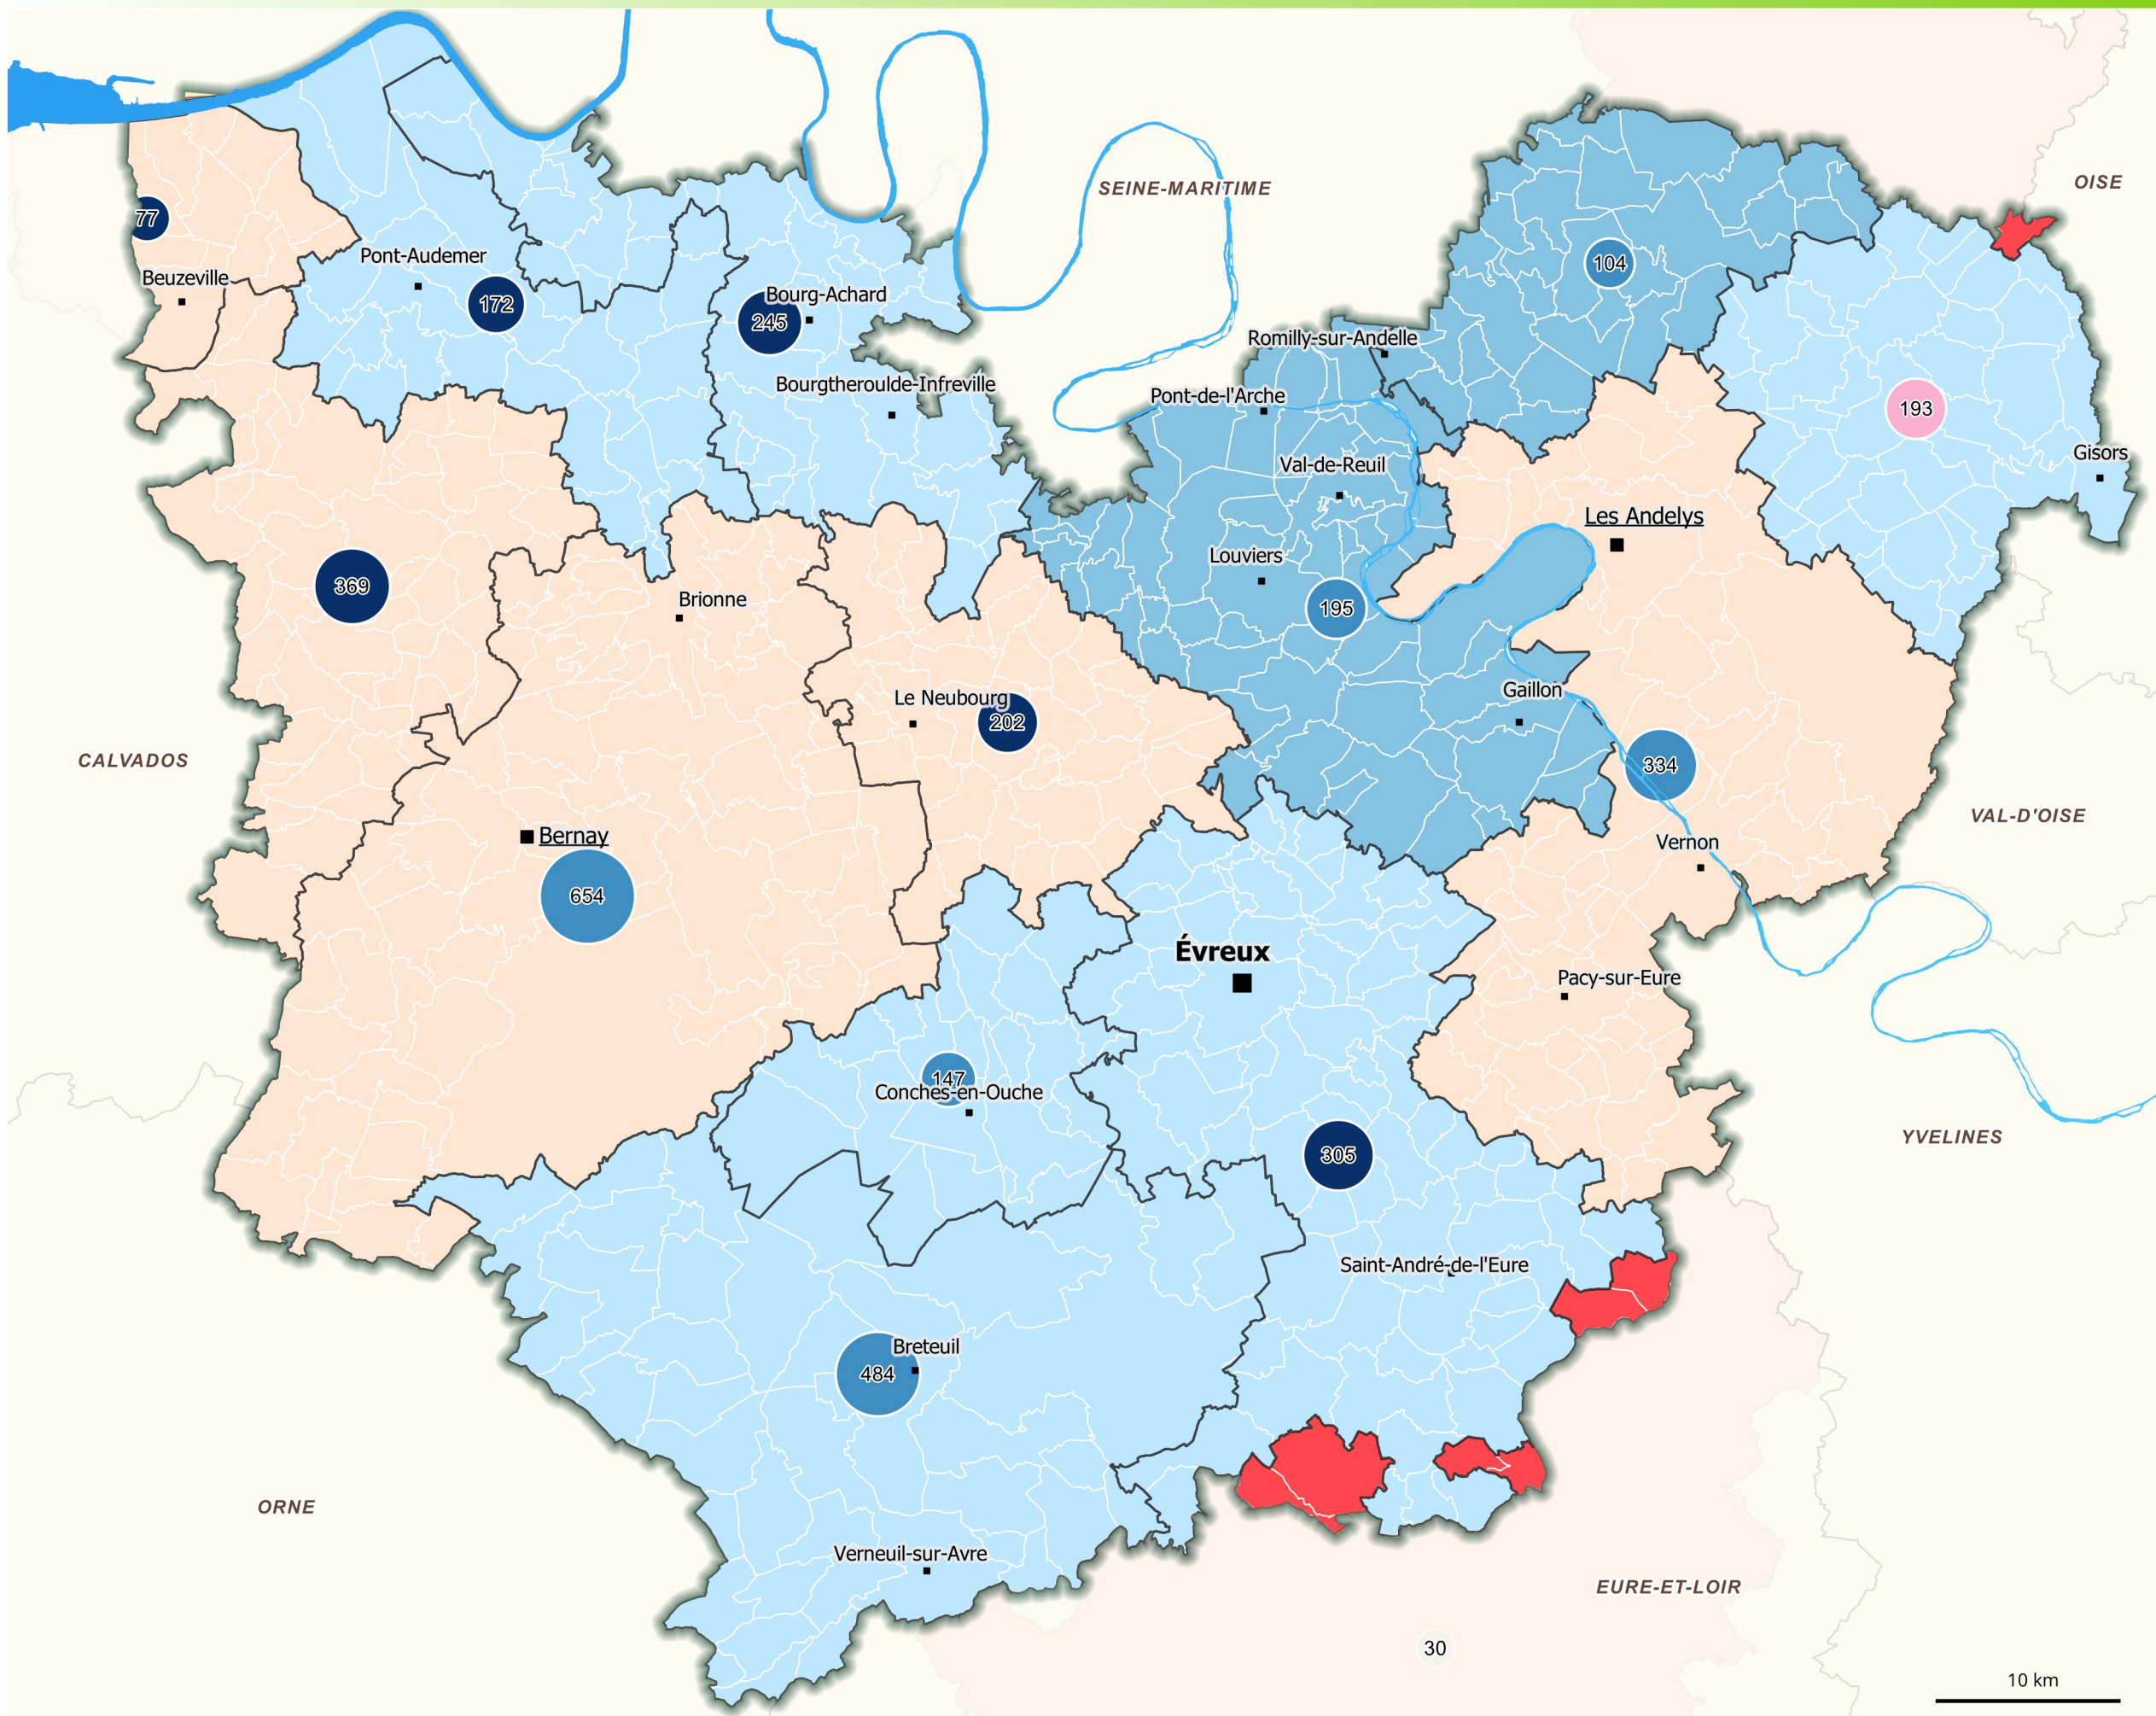 SEINE-MARITIME
OISE
77
Beuzeville
Pont-Audemer
172
Bourg-Achard
245
104
Romilly-sur-Andelle
Bourgtheroulde-Infreville
Pont-de-l'Arche
193
Gisors
Val-de-Reuil
Les Andelys
Louviers
369
Brionne
195
Le Neubourg
202
Gaillon
CALVADOS
334
VAL-D'OISE
Bernay
Vernon
654
Évreux
Pacy-sur-Eure
147
Conches-en-Ouche
YVELINES
305
Saint-André-de-l'Eure
Breteuil
484
ORNE
Verneuil-sur-Avre
EURE-ET-LOIR
30
10 km